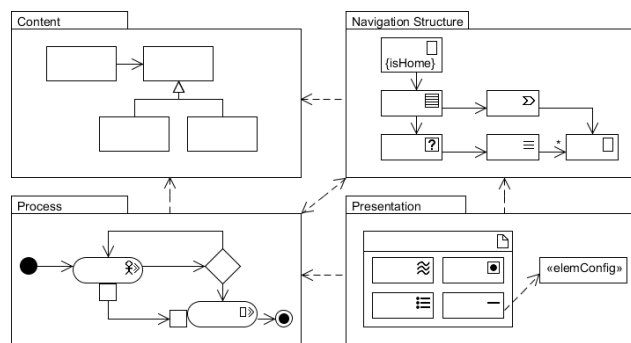 Content
Navigation Structure
{isHome}
?
*
Process
Presentation
«elemConfig»